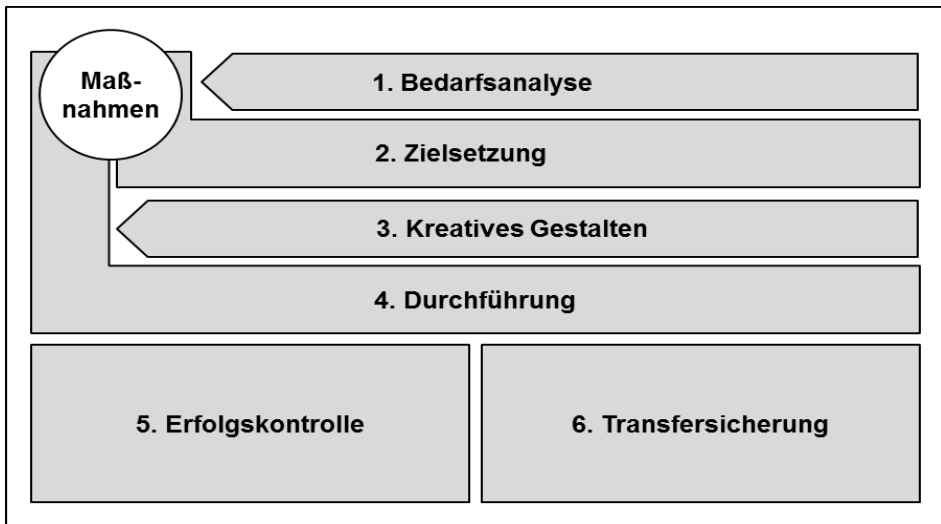 Maß-
nahmen
1. Bedarfsanalyse
2. Zielsetzung
3. Kreatives Gestalten
4. Durchführung
5. Erfolgskontrolle
6. Transfersicherung